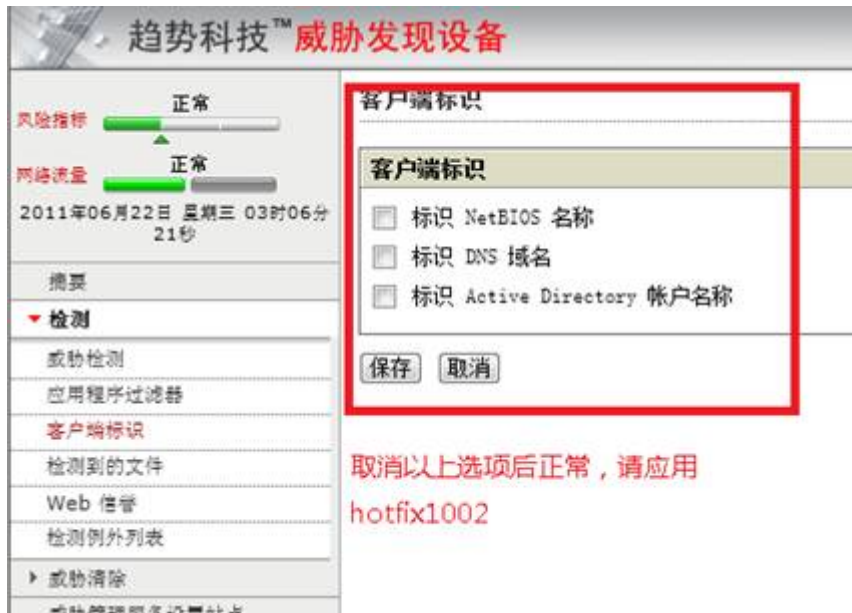 趋势科技™威胁发现设备
正常
风险指标
正常
网络流量
2011年06月22日 星期三 03时06分
21秒
摘要
检测
威胁检测
应用程序过滤器
客户端标识
检测到的文件
Web 信誉
检测例外列表
威胁清除
客户端标识
客户端标识
标识 NetBIOS 名称
标识 DNS 域名
标识 Active Directory 帐户名称
保存 取消
取消以上选项后正常，请应用
hotfix1002